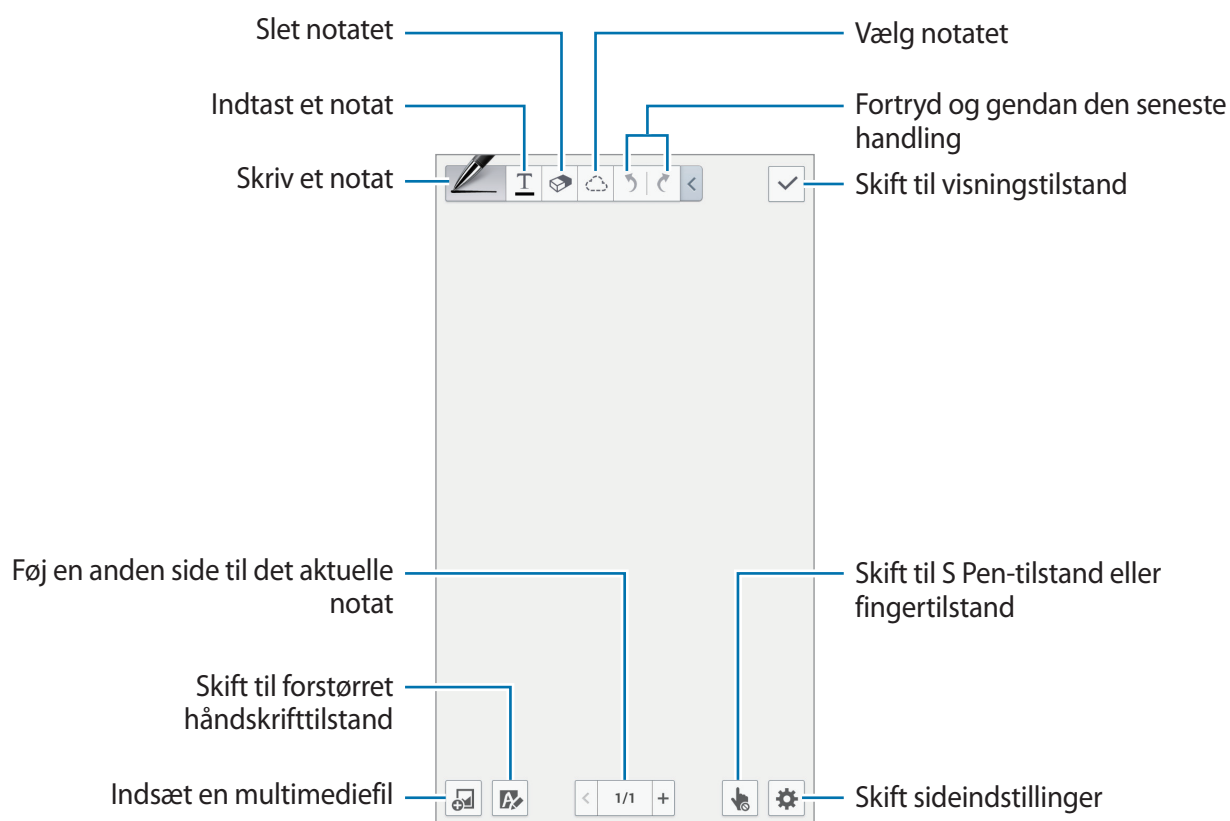 Slet notatet
Vælg notatet
Indtast et notat
Fortryd og gendan den seneste
handling
Skriv et notat
T
Skift til visningstilstand
Føj en anden side til det aktuelle
notat
Skift til S Pen-tilstand eller
fingertilstand
Skift til forstørret
håndskrifttilstand
Indsæt en multimediefil
A
< 1/1 +
Skift sideindstillinger